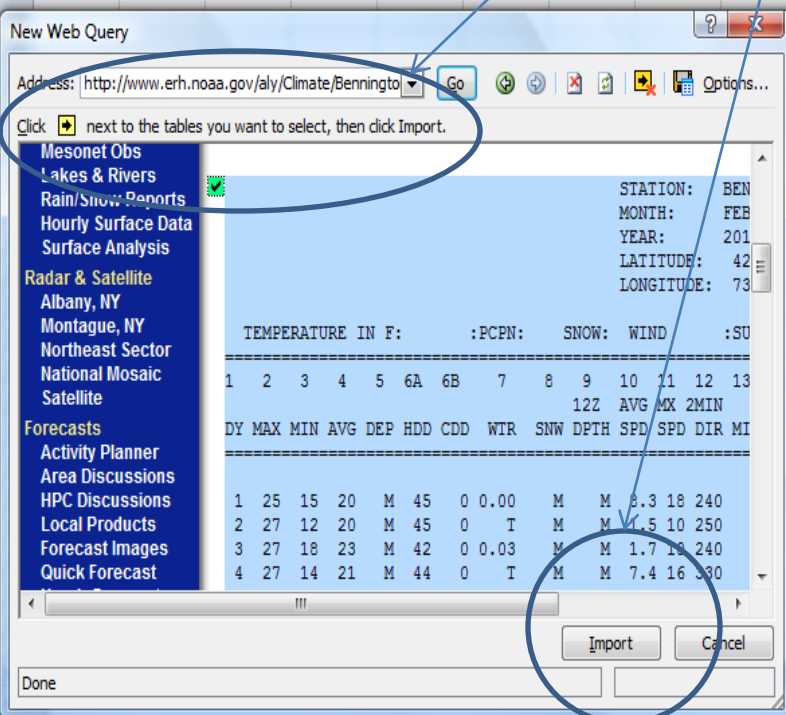 New Web Query
Address: http://www.erh.noaa.gov/aly/Climate/Benningto Go Options...
Click next to the tables you want to select, then click Import.
Mesonet Obs
Lakes & Rivers
Rain/Snow Reports
Hourly Surface Data
Surface Analysis
Radar & Satellite
Albany, NY
Montague, NY
Northeast Sector
National Mosaic
Satellite
Forecasts
Activity Planner
Area Discussions
HPC Discussions
Local Products
Forecast Images
Quick Forecast
STATION: BEN
MONTH: FEB
YEAR: 201
LATITUDE: 42
LONGITUDE: 73
TEMPERATURE IN F: :PCPN: SNOW: WIND :SU
================================================
1 2 3 4 5 6A 6B 7 8 9 10 11 12 13
12Z AVG MX 2MIN
DY MAX MIN AVG DEP HDD CDD WTR SNW DPTH SPD SPD DIR MI
================================================
1 25 15 20 M 45 0 0.00 M M 3.3 18 240
2 27 12 20 M 45 0 T M M 1.5 10 250
3 27 18 23 M 42 0 0.03 M M 1.7 240
4 27 14 21 M 44 0 T M M 7.4 16 330
Import Cancel
Done